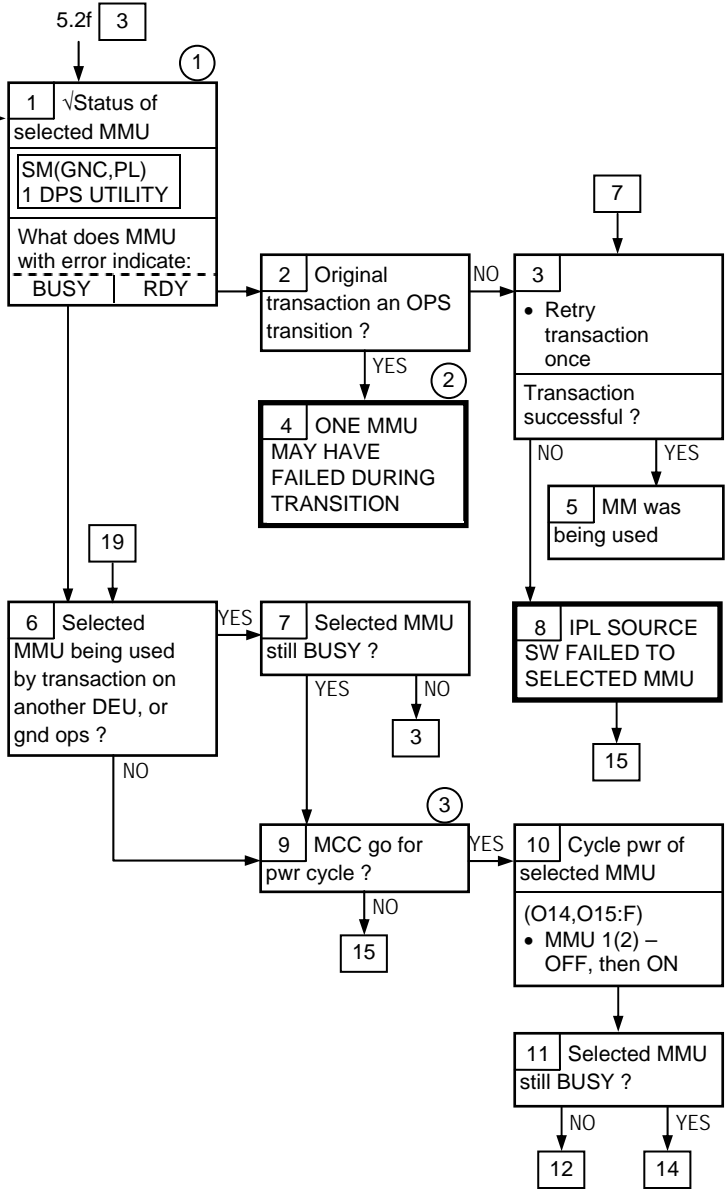 5.2f 3
1
1 √Status of
selected MMU
SM(GNC,PL)
1 DPS UTILITY
What does MMU
with error indicate:
BUSY RDY
2 Original
transaction an OPS
transition ?
NO
YES
2
4 ONE MMU
MAY HAVE
FAILED DURING
TRANSITION
7
3
• Retry
transaction
once
Transaction
successful ?
NO
YES
5 MM was
being used
8 IPL SOURCE
SW FAILED TO
SELECTED MMU
15
19
6 Selected
MMU being used
by transaction on
another DEU, or
gnd ops ?
YES
NO
7 Selected MMU
still BUSY ?
YES
NO
3
3
9 MCC go for
pwr cycle ?
YES
NO
15
10 Cycle pwr of
selected MMU
(O14,O15:F)
• MMU 1(2) –
OFF, then ON
11 Selected MMU
still BUSY ?
NO
YES
12
14